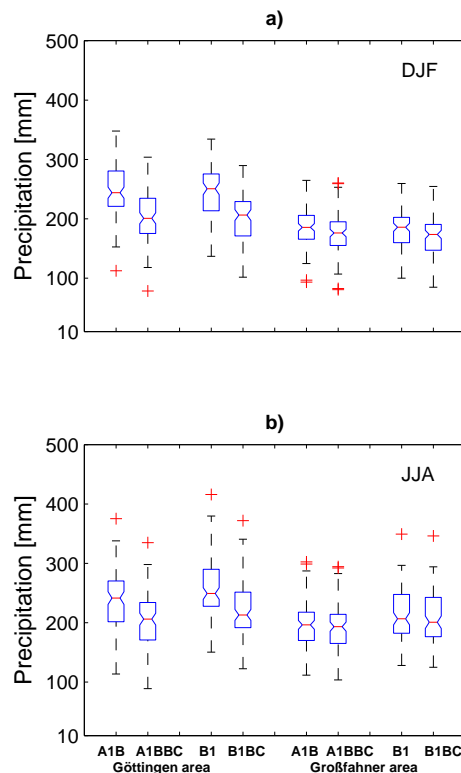 a)
DJF
Precipitation [mm]
500
400
300
200
100
10
b)
JJA
Precipitation [mm]
500
400
300
200
100
10
A1B A1BBC B1 B1BC A1B A1BBC B1 B1BC
Göttingen area Großfahner area